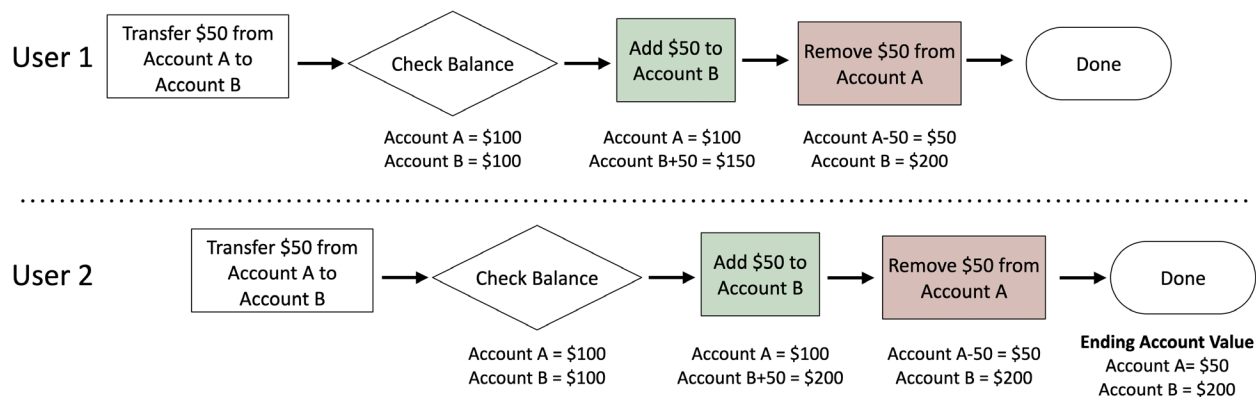 User 1
Transfer $50 from
Account A to
Account B
Check Balance
Account A = $100
Account B = $100
Add $50 to
Account B
Account A = $100
Account B+50 = $150
Remove $50 from
Account A
Account A-50 = $50
Account B = $200
Done
User 2
Transfer $50 from
Account A to
Account B
Check Balance
Account A = $100
Account B = $100
Add $50 to
Account B
Account A = $100
Account B+50 = $200
Remove $50 from
Account A
Account A-50 = $50
Account B = $200
Done
Ending Account Value
Account A= $50
Account B = $200